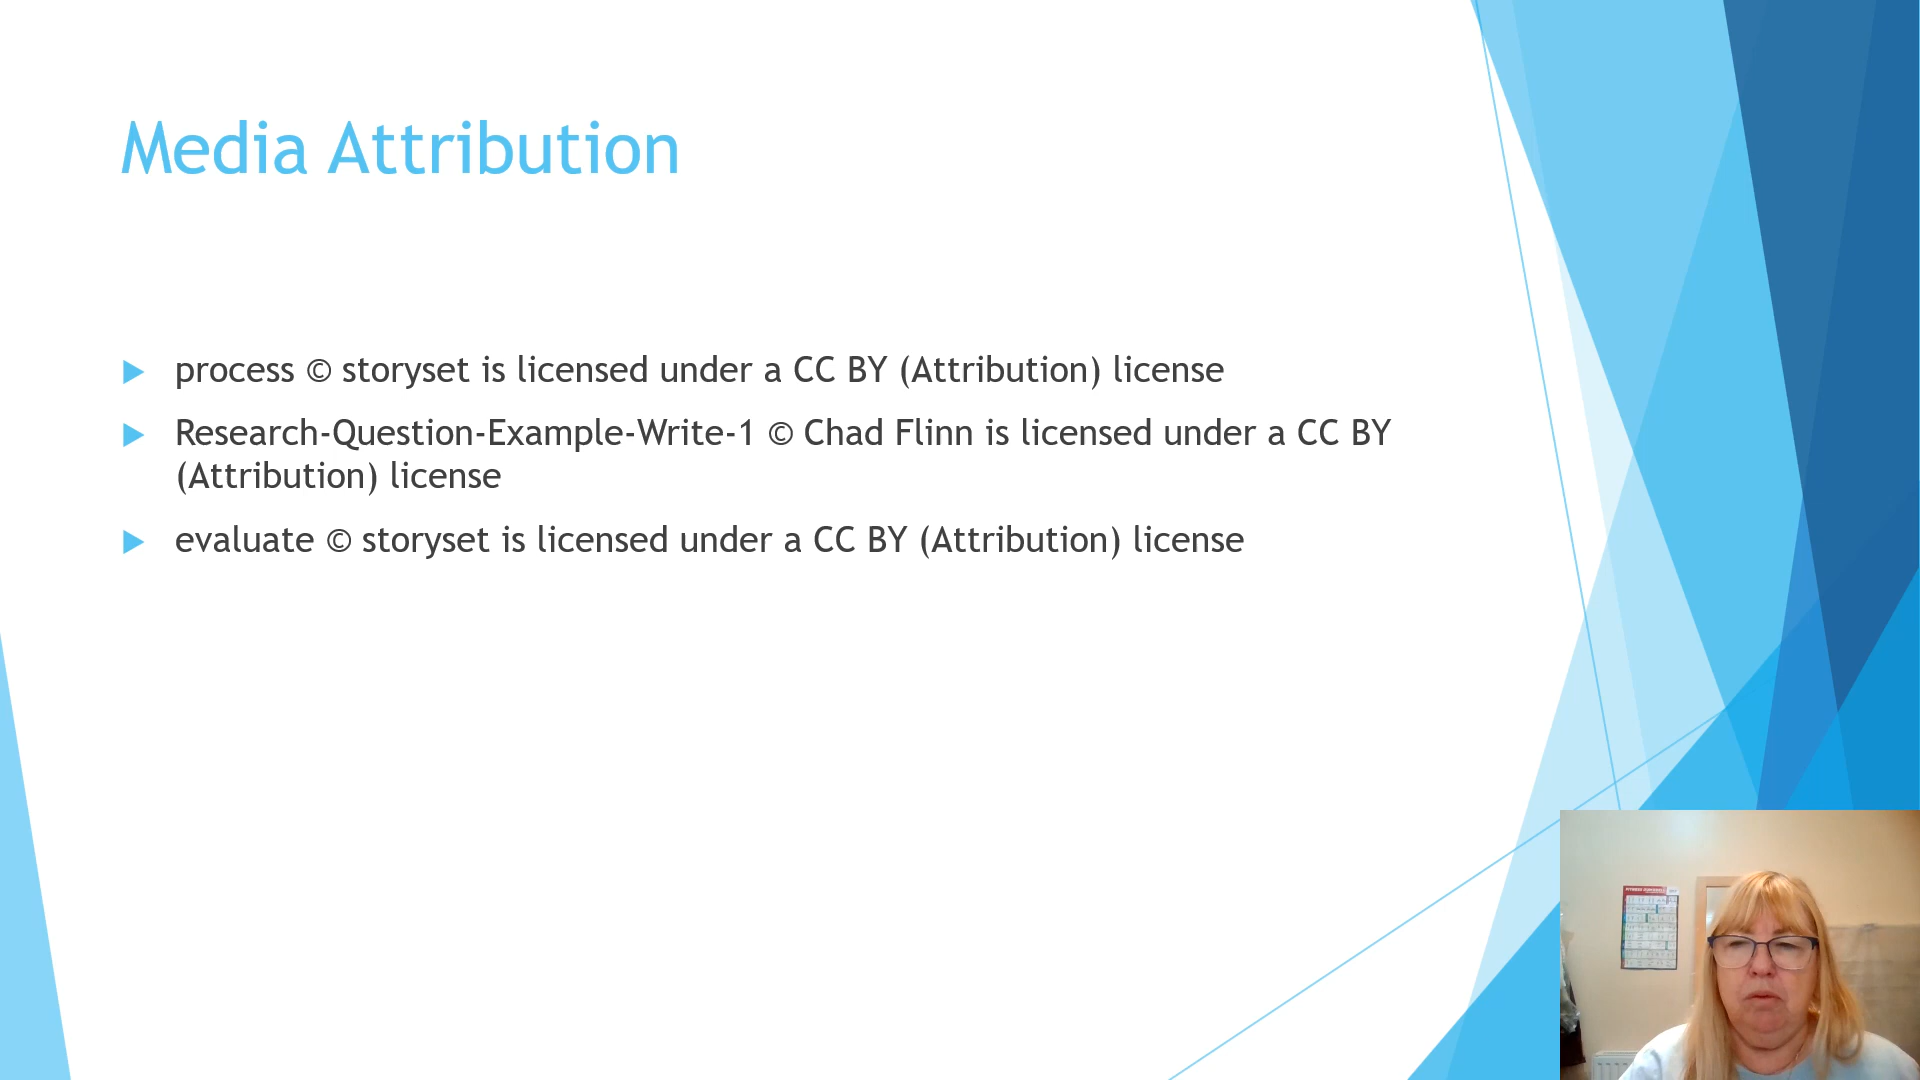 Media Attribution
process © storyset is licensed under a CC BY (Attribution) license
Research-Question-Example-Write-1 © Chad Flinn is licensed under a CC BY
(Attribution) license
evaluate © storyset is licensed under a CC BY (Attribution) license